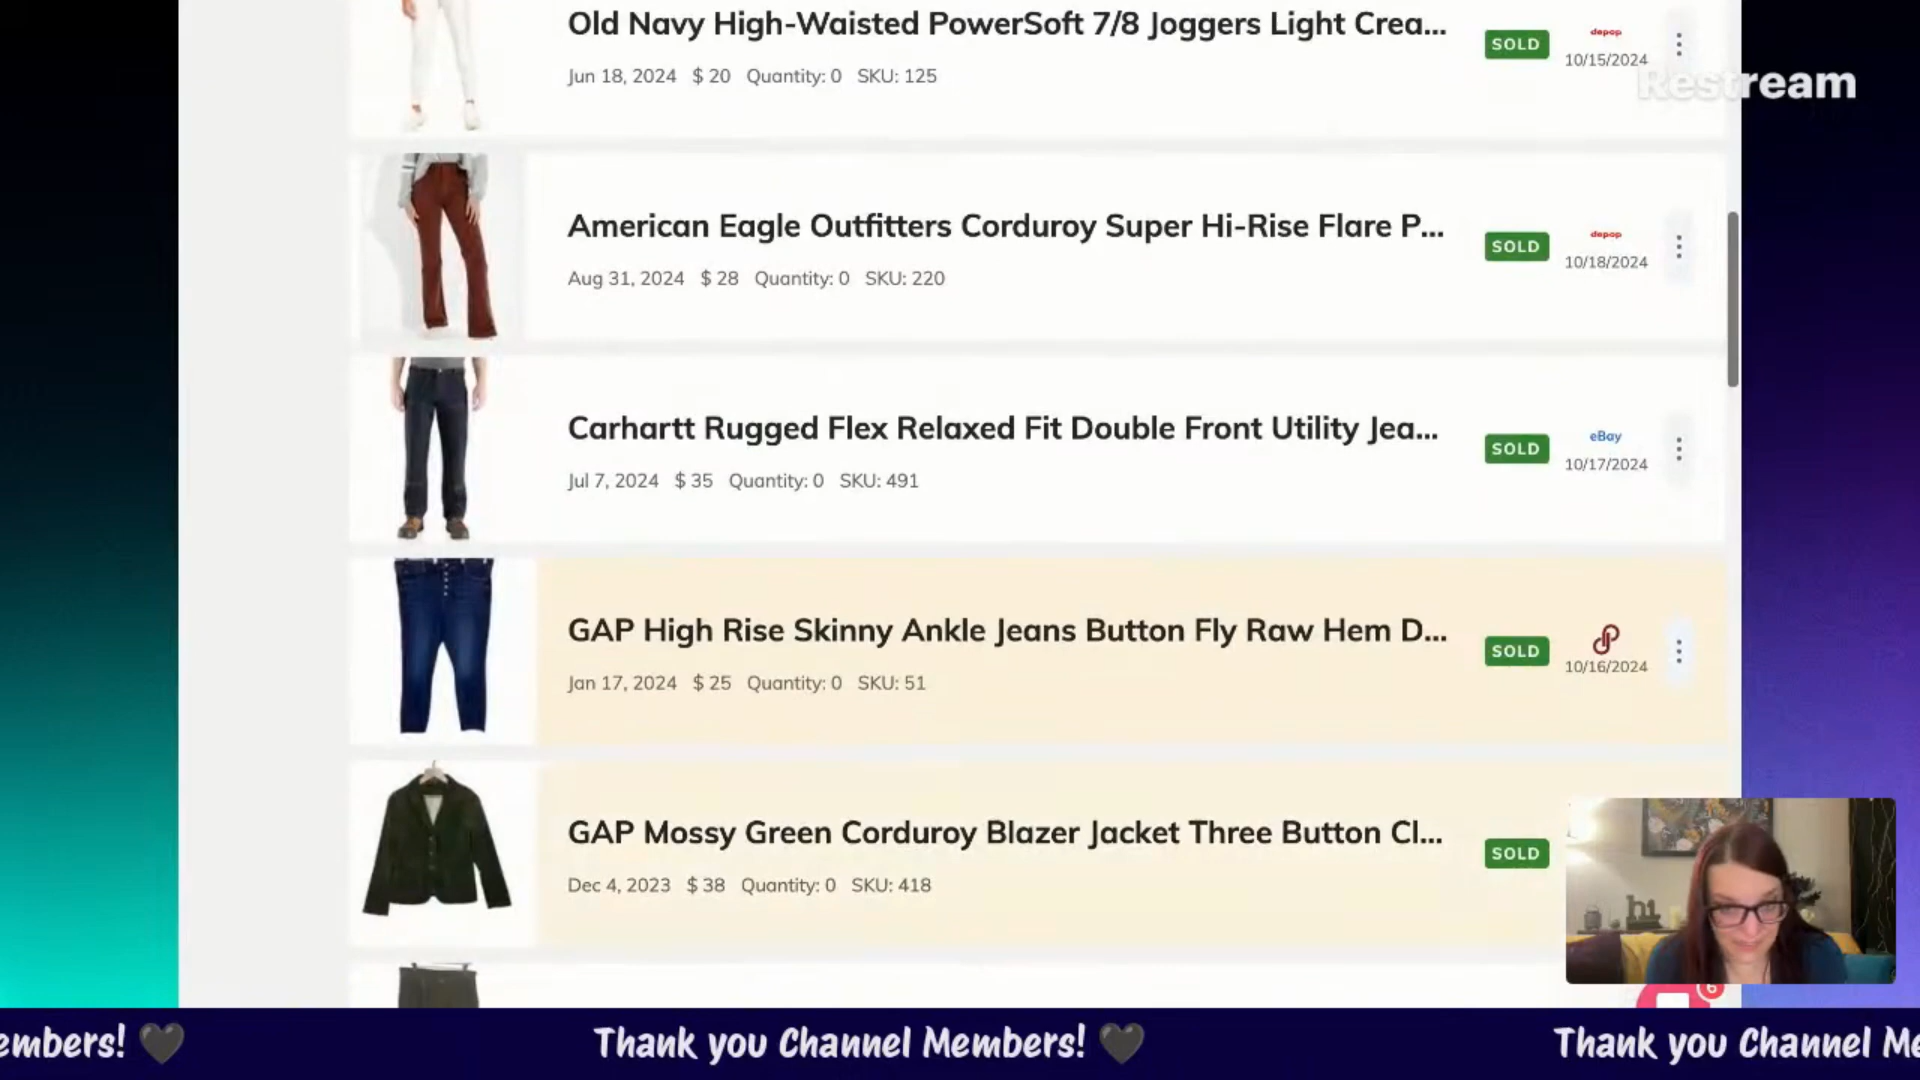 Old Navy High-Waisted PowerSoft 7/8 Joggers Light Crea...
Jun 18, 2024 $ 20 Quantity: 0 SKU: 125
SOLD
depop
10/15/2024
Restream
American Eagle Outfitters Corduroy Super Hi-Rise Flare P...
Aug 31, 2024 $ 28 Quantity: 0 SKU: 220
SOLD
depop
10/18/2024
Carhartt Rugged Flex Relaxed Fit Double Front Utility Jea...
Jul 7, 2024 $ 35 Quantity: 0 SKU: 491
SOLD
eBay
10/17/2024
GAP High Rise Skinny Ankle Jeans Button Fly Raw Hem D...
Jan 17, 2024 $ 25 Quantity: 0 SKU: 51
SOLD
10/16/2024
GAP Mossy Green Corduroy Blazer Jacket Three Button Cl...
Dec 4, 2023 $ 38 Quantity: 0 SKU: 418
SOLD
hi
6
embers! 🖤 Thank you Channel Members! 🖤 Thank you Channel Me